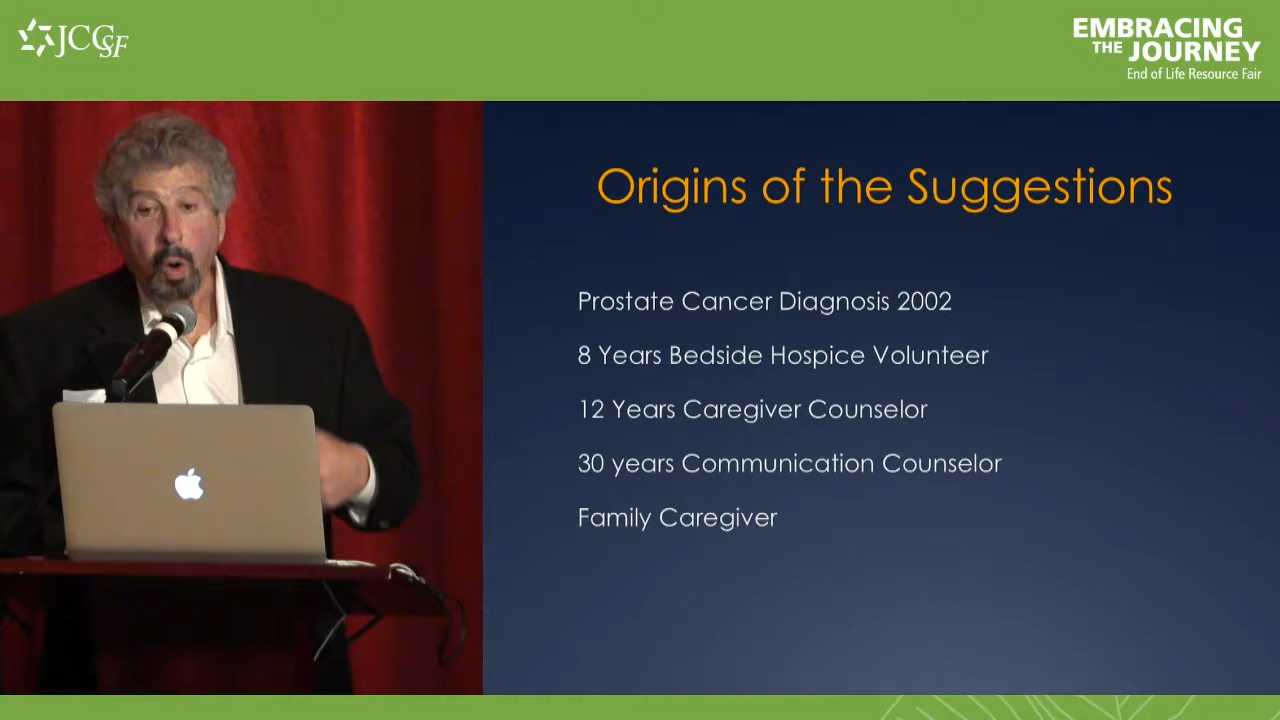 JCCSF
EMBRACING
THE JOURNEY
End of Life Resource Fair
Origins of the Suggestions
Prostate Cancer Diagnosis 2002
8 Years Bedside Hospice Volunteer
12 Years Caregiver Counselor
30 years Communication Counselor
Family Caregiver